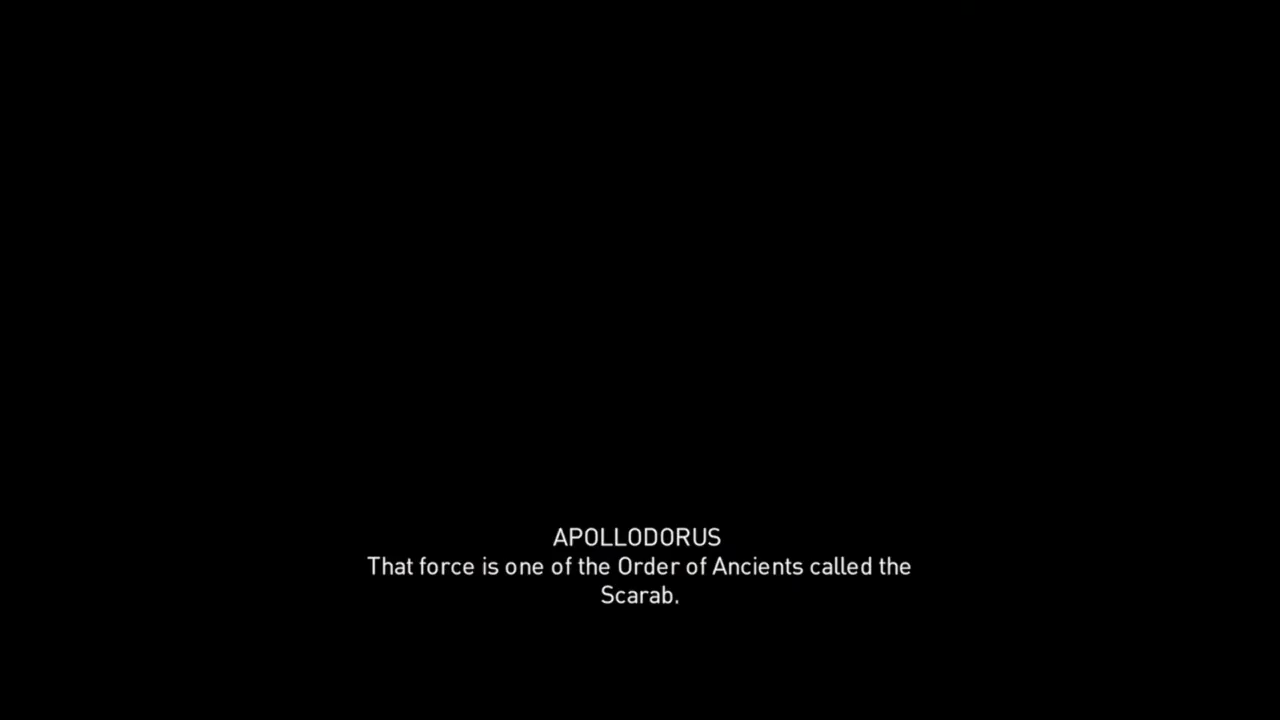 APOLLODORUS
That force is one of the Order of Ancients called the
Scarab.